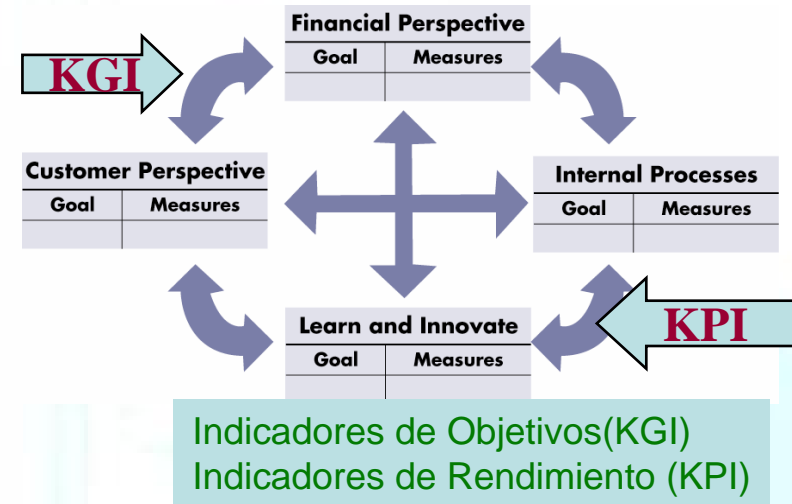 Financial Perspective
Goal Measures
KGI
Customer Perspective
Goal Measures
Internal Processes
Goal Measures
Learn and Innovate
Goal Measures
KPI
Indicadores de Objetivos(KGI)
Indicadores de Rendimiento (KPI)